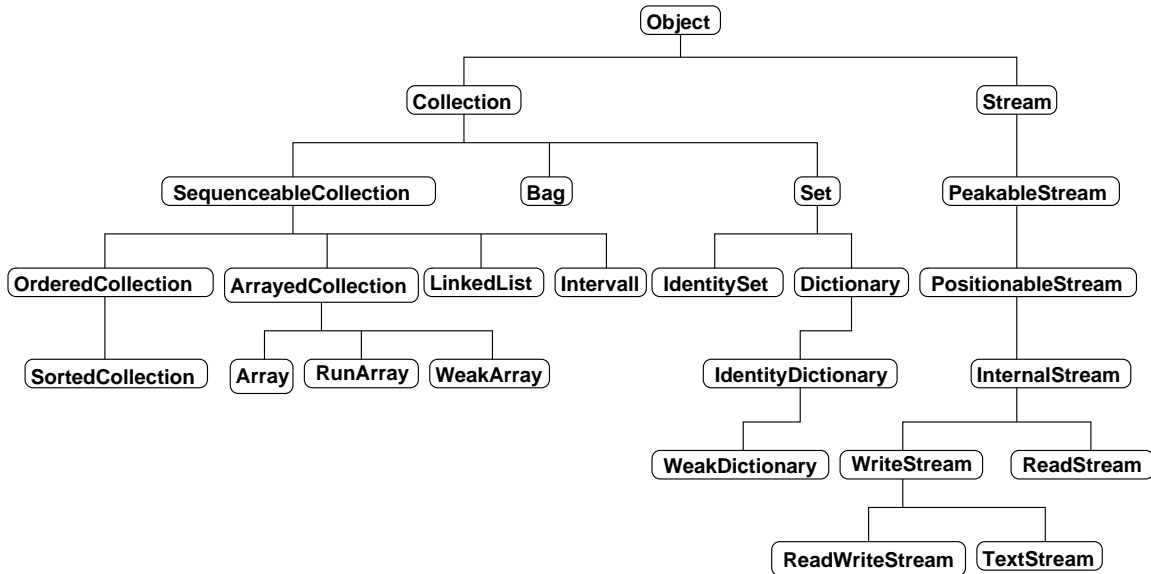 Object
Collection
Stream
SequenceableCollection
Bag
Set
PeakableStream
OrderedCollection
ArrayedCollection
LinkedList
Intervall
IdentitySet
Dictionary
PositionableStream
SortedCollection
Array
RunArray
WeakArray
IdentityDictionary
InternalStream
WeakDictionary
WriteStream
ReadStream
ReadWriteStream
TextStream